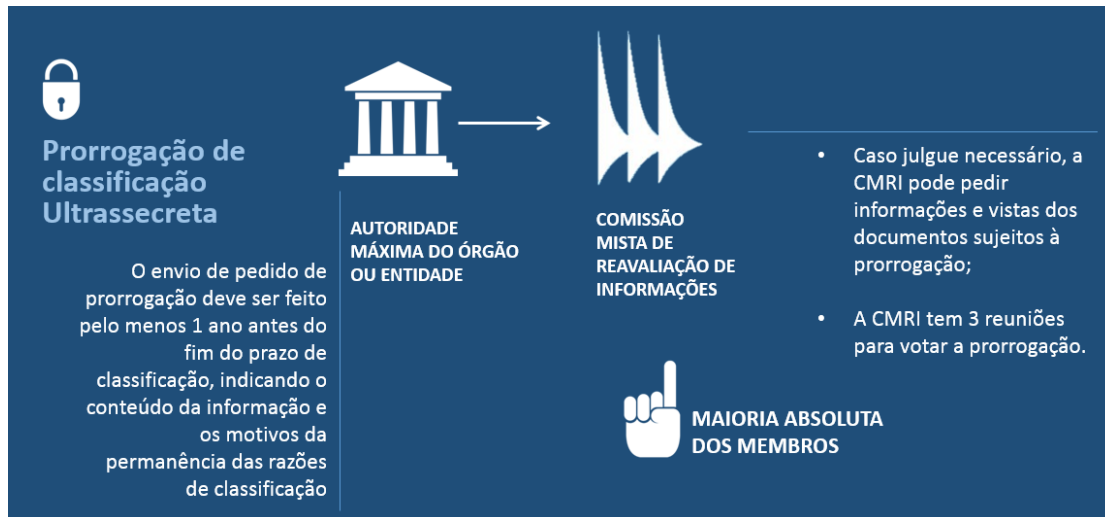 Prorrogação de
classificação
Ultrassecreta
O envio de pedido de
prorrogação deve ser feito
pelo menos 1 ano antes do
fim do prazo de
classificação, indicando o
conteúdo da informação e
os motivos da
permanência das razões
de classificação
AUTORIDADE
MÁXIMA DO ÓRGÃO
OU ENTIDADE
COMISSÃO
MISTA DE
REAVALIAÇÃO DE
INFORMAÇÕES
MAIORIA ABSOLUTA
DOS MEMBROS
• Caso julgue necessário, a
CMRI pode pedir
informações e vistas dos
documentos sujeitos à
prorrogação;
• A CMRI tem 3 reuniões
para votar a prorrogação.